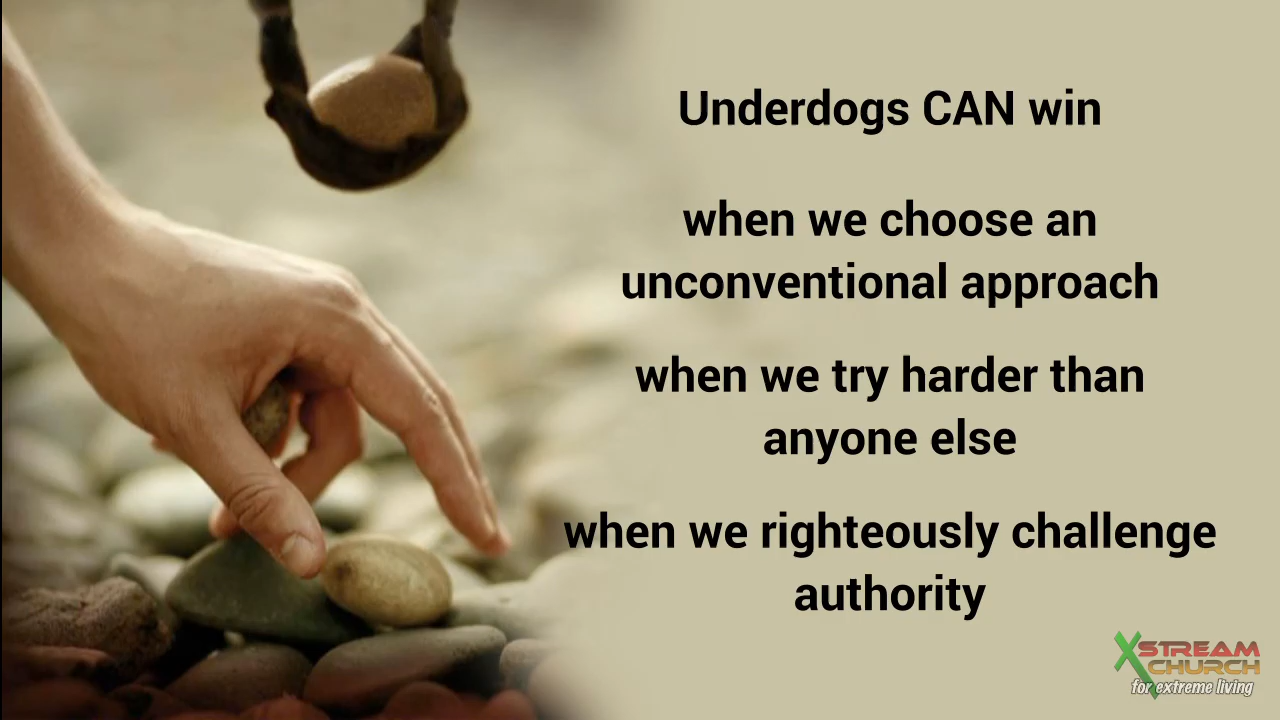 Underdogs CAN win
when we choose an
unconventional approach
when we try harder than
anyone else
when we righteously challenge
authority
XSTREAM
CHURCH
for extreme living